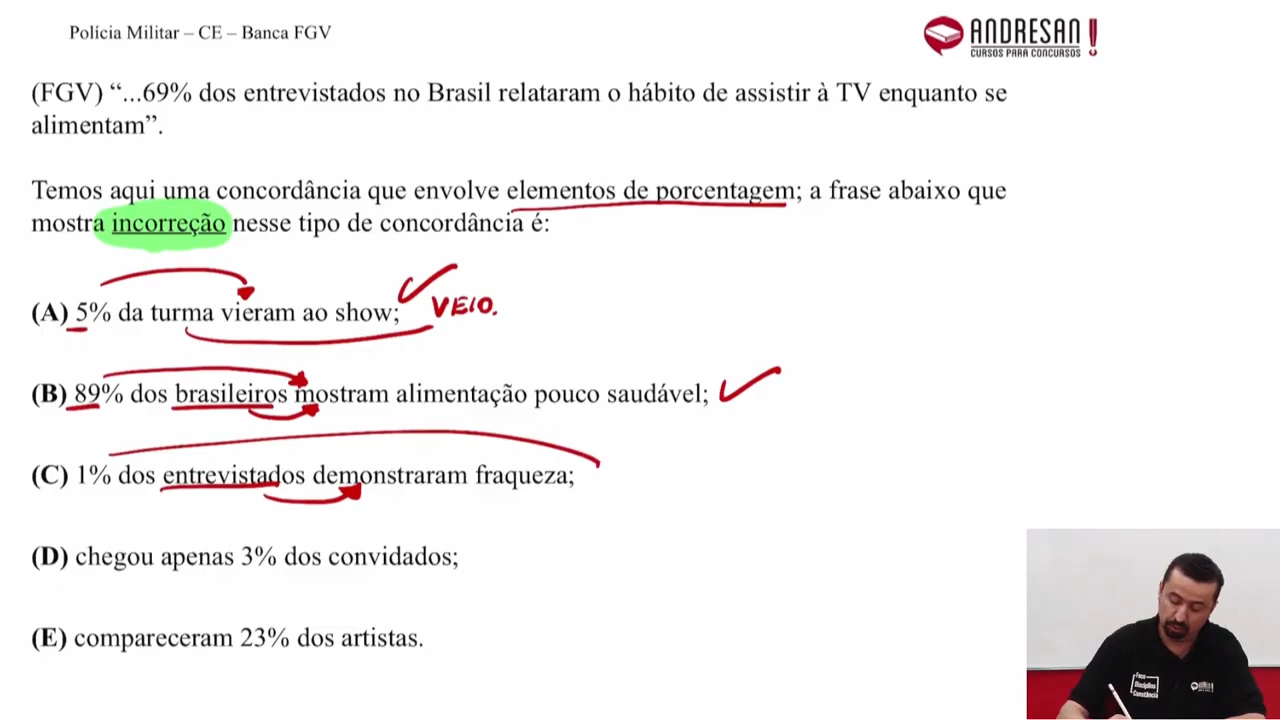 Polícia Militar – CE – Banca FGV
ANDRESAN!
CURSOS PARA CONCURSOS
(FGV) “...69% dos entrevistados no Brasil relataram o hábito de assistir à TV enquanto se
alimentam”.
Temos aqui uma concordância que envolve elementos de porcentagem; a frase abaixo que
mostra incorreção nesse tipo de concordância é:
(A) 5% da turma vieram ao show; VEIO.
(B) 89% dos brasileiros mostram alimentação pouco saudável;
(C) 1% dos entrevistados demonstraram fraqueza;
(D) chegou apenas 3% dos convidados;
(E) compareceram 23% dos artistas.
Foco
Disciplina
Constância